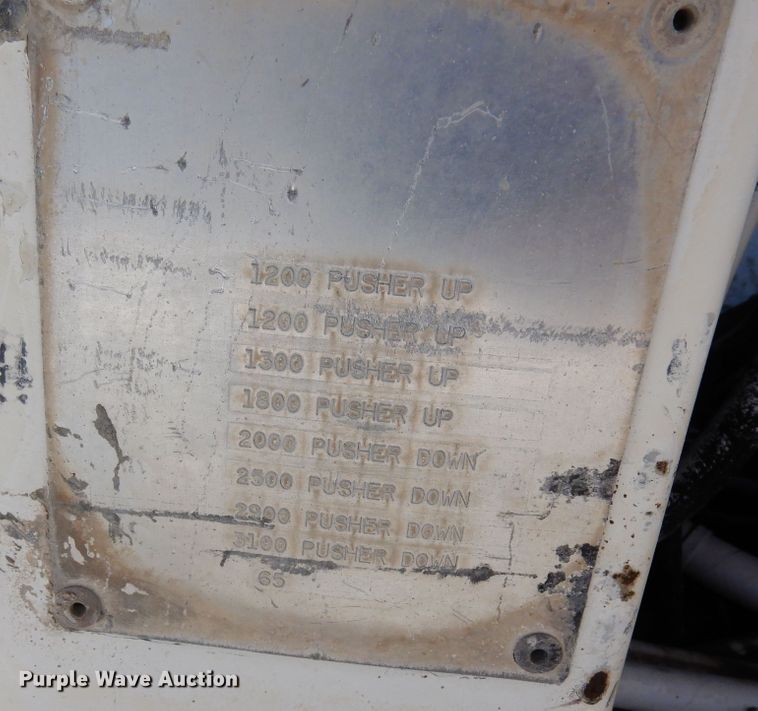 1200 PUSHER UP
1200 PUSHER UP
1300 PUSHER UP
1800 PUSHER UP
2000 PUSHER DOWN
2500 PUSHER DOWN
2900 PUSHER DOWN
3100 PUSHER DOWN
65
Purple Wave Auction